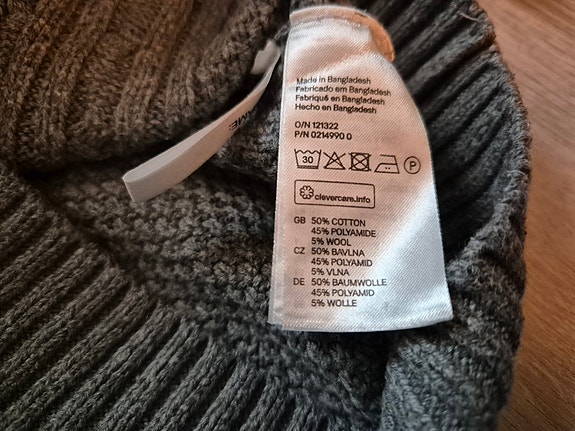 Made in Bangladesh
Fabricado em Bangladesh
Fabriqué en Bangladesh
Hecho en Bangladesh
O/N 121322
P/N 0214990 0
30 P
clevercare.info
GB 50% COTTON
45% POLYAMIDE
5% WOOL
CZ 50% BAVLNA
45% POLYAMID
5% VLNA
DE 50% BAUMWOLLE
45% POLYAMID
5% WOLLE
AME: